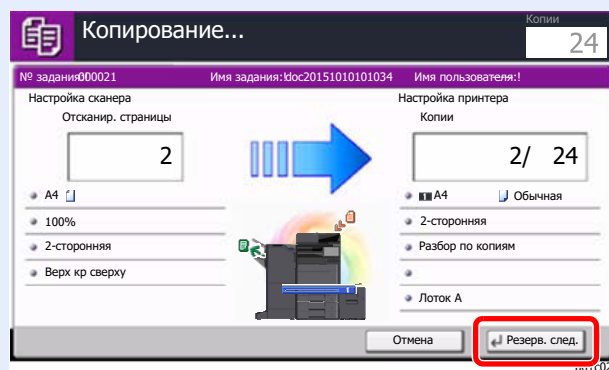 Копирование...
Копии
24
№ задания:000021 Имя задания: doc20151010101034 Имя пользователя:
Настройка сканера
Настройка принтера
Отсканир. страницы
Копии
2
2/ 24
A4
A4 Обычная
100%
2-сторонняя
2-сторонняя
Разбор по копиям
Верх кр сверху
Лоток A
Отмена
Резерв. след.